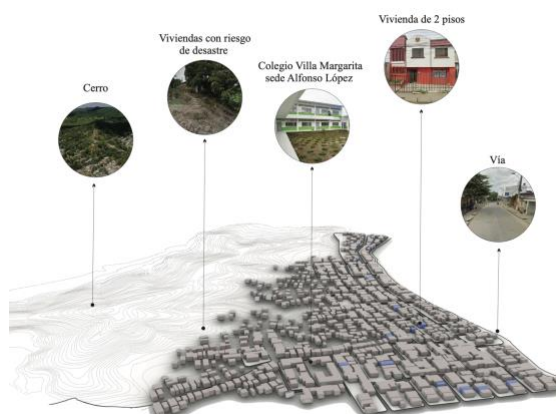 Cerro
Viviendas con riesgo
de desastre
Colegio Villa Margarita
sede Alfonso López
Vivienda de 2 pisos
Vía